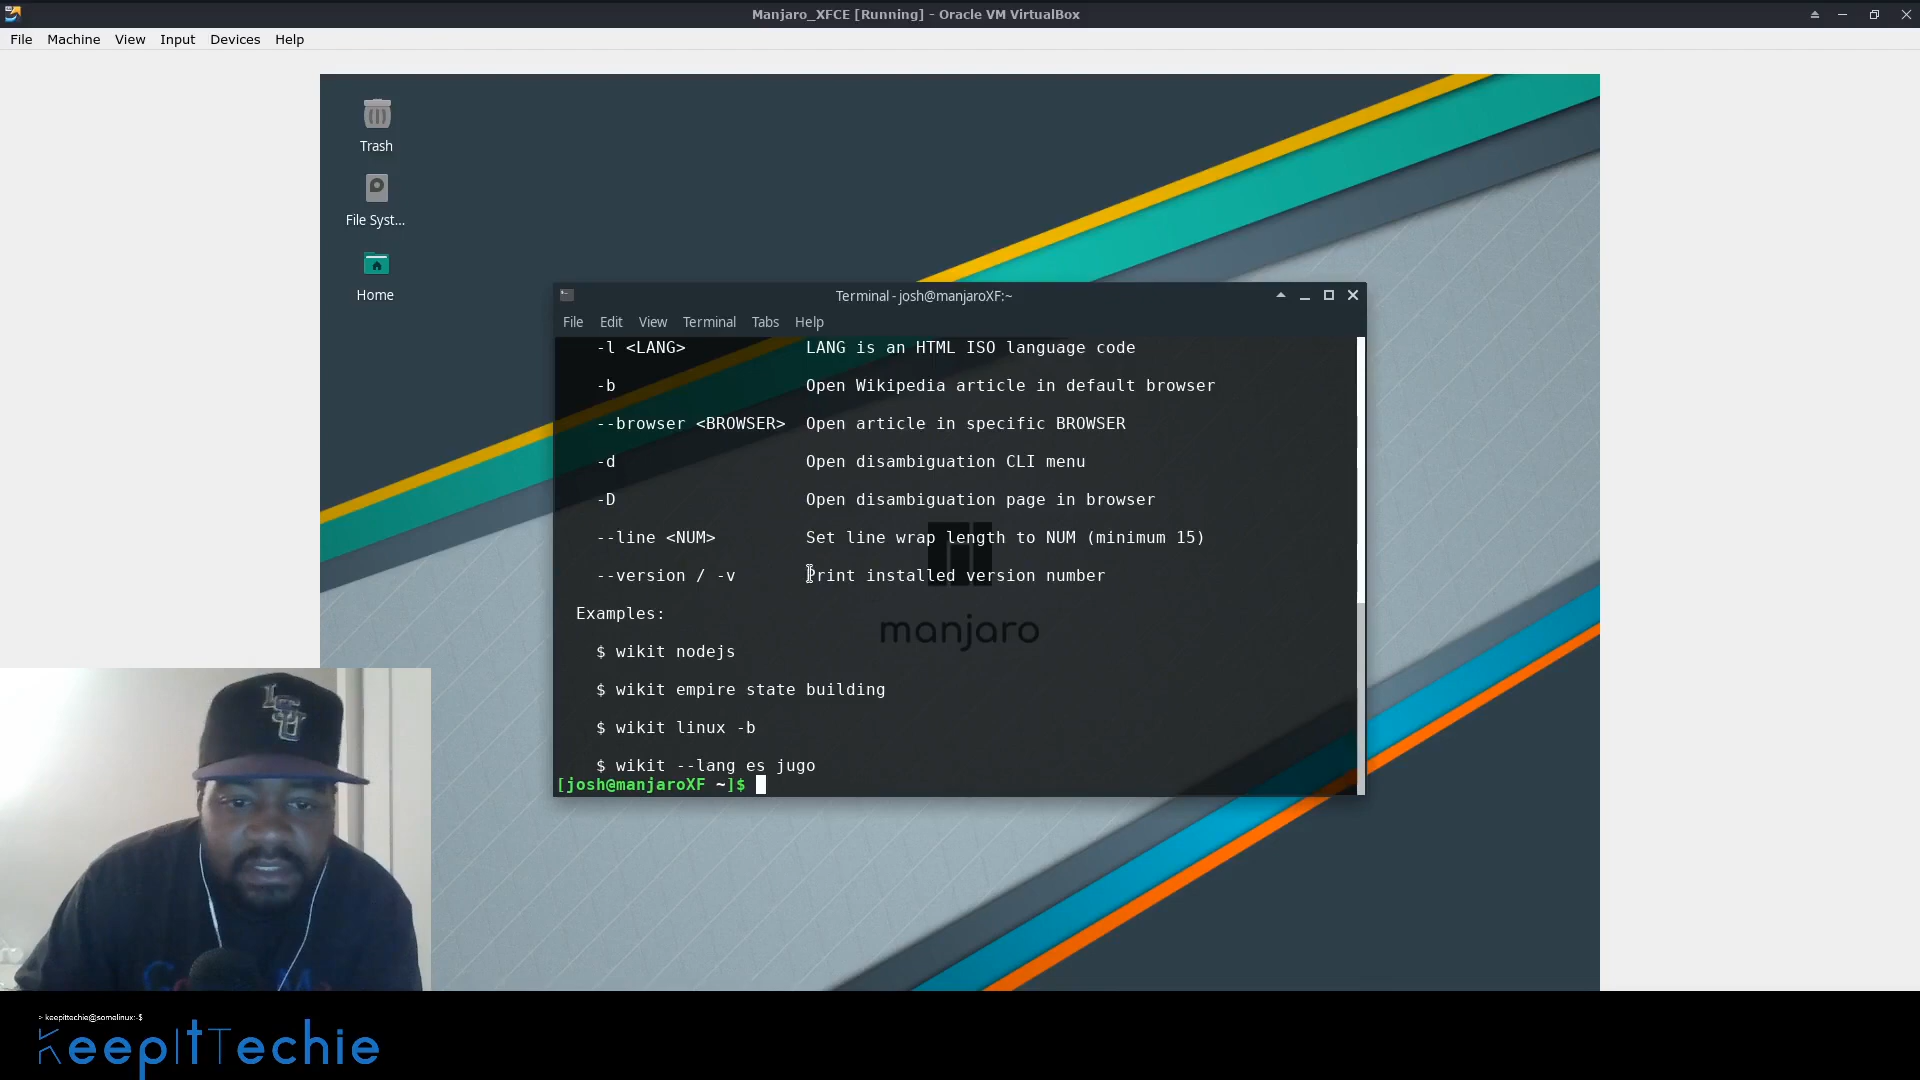 Manjaro_XFCE [Running] - Oracle VM VirtualBox
File Machine View Input Devices Help
Trash
File Syst...
Home
Terminal - josh@manjaroXF:~
File Edit View Terminal Tabs Help
-l <LANG> LANG is an HTML ISO language code
-b Open Wikipedia article in default browser
--browser <BROWSER> Open article in specific BROWSER
-d Open disambiguation CLI menu
-D Open disambiguation page in browser
--line <NUM> Set line wrap length to NUM (minimum 15)
--version / -v Print installed version number
Examples:
$ wikit nodejs
manjaro
$ wikit empire state building
$ wikit linux -b
$ wikit --lang es jugo
[josh@manjaroXF ~]$
LSU
> keepittechie@somelinux:-$
KeepItTechie